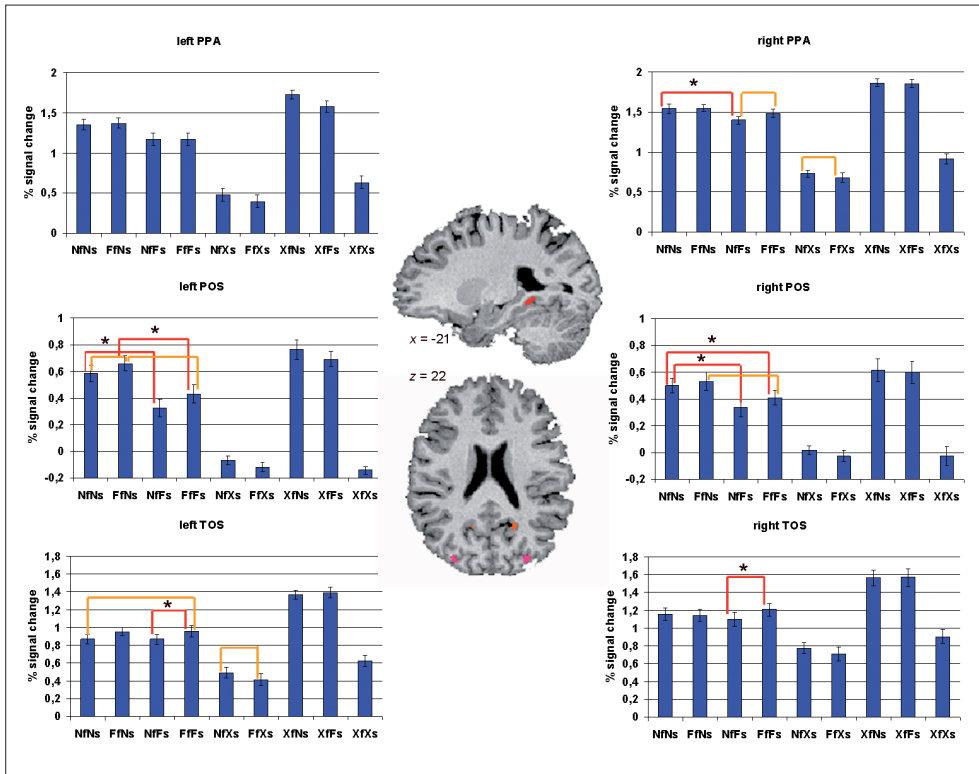 left PPA
% signal change
2
1,5
1
0,5
0
NfNs FfNs NfFs FfFs NfXs FfXs XfNs XfFs XfXs
right PPA
% signal change
2
1,5
1
0,5
0
*
NfNs FfNs NfFs FfFs NfXs FfXs XfNs XfFs XfXs
x = -21
z = 22
left POS
% signal change
1
0,8
0,6
0,4
0,2
0
-0,2
* *
NfNs FfNs NfFs FfFs NfXs FfXs XfNs XfFs XfXs
right POS
% signal change
1
0,8
0,6
0,4
0,2
0
-0,2
*
*
NfNs FfNs NfFs FfFs NfXs FfXs XfNs XfFs XfXs
left TOS
% signal change
1,8
1,6
1,4
1,2
1
0,8
0,6
0,4
0,2
0
*
NfNs FfNs NfFs FfFs NfXs FfXs XfNs XfFs XfXs
right TOS
% signal change
1,8
1,6
1,4
1,2
1
0,8
0,6
0,4
0,2
0
*
NfNs FfNs NfFs FfFs NfXs FfXs XfNs XfFs XfXs